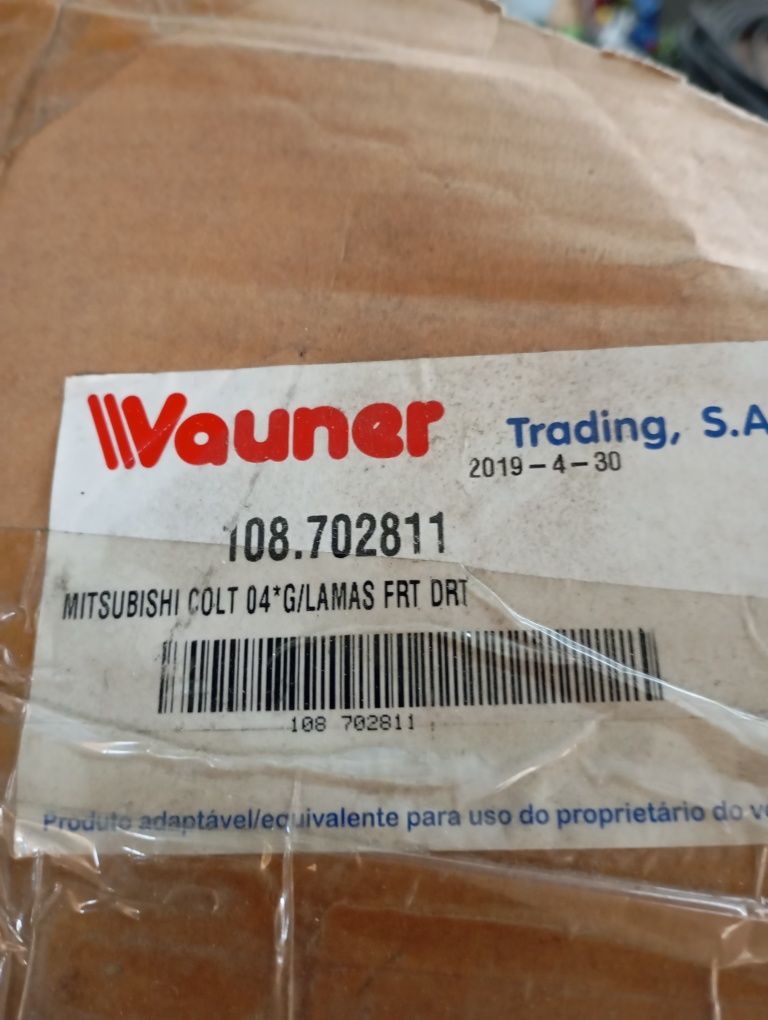 Vauner Trading, S.A
2019-4-30
108.702811
MITSUBISHI COLT 04*G/LAMAS FRT DRT
108 702811
Produto adaptável/equivalente para uso do proprietário do